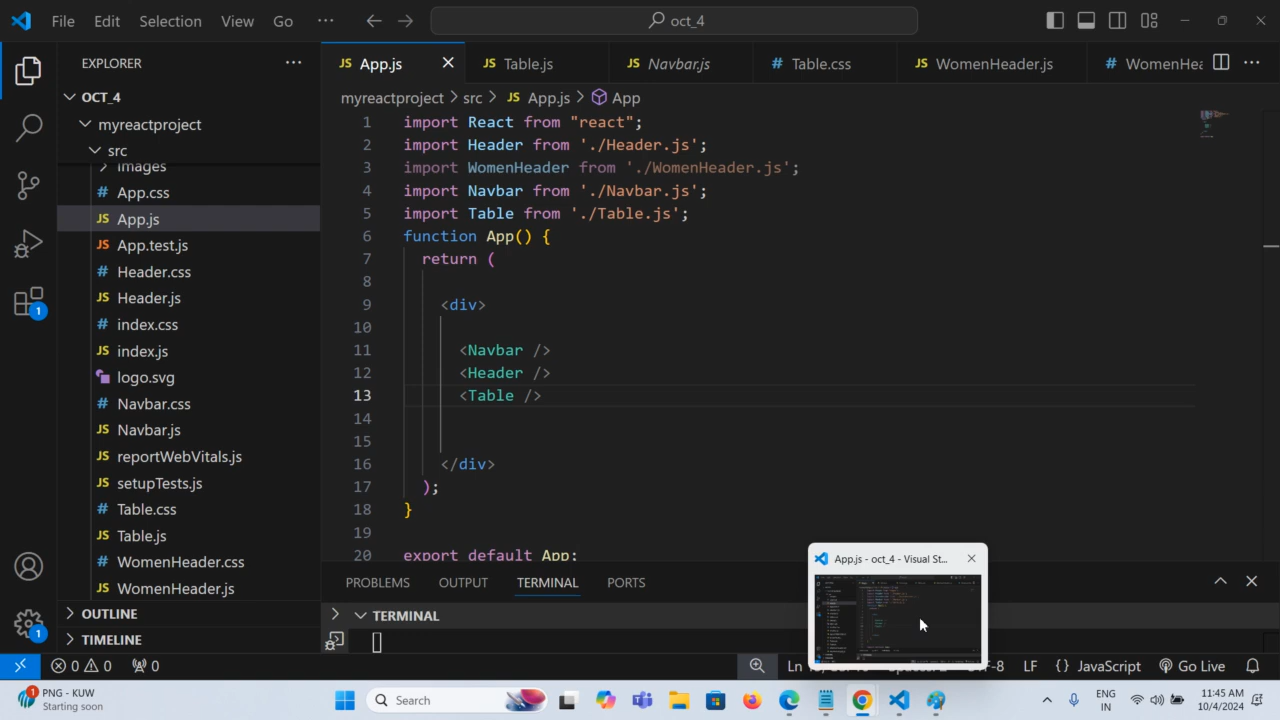 File Edit Selection View Go ··· oct_4
EXPLORER
OCT_4
myreactproject
src
images
App.css
App.js
App.test.js
Header.css
Header.js
index.css
index.js
logo.svg
Navbar.css
Navbar.js
reportWebVitals.js
setupTests.js
Table.css
Table.js
WomenHeader.css
WomenHeader.js
OUTLINE
TIMELINE
JS App.js JS Table.js JS Navbar.js # Table.css JS WomenHeader.js # WomenHea
myreactproject > src > JS App.js > App
1 import React from "react";
2 import Header from './Header.js';
3 import WomenHeader from './WomenHeader.js';
4 import Navbar from './Navbar.js';
5 import Table from './Table.js';
6 function App() {
7 return (
8
9 <div>
10
11 <Navbar />
12 <Header />
13 <Table />
14
15
16 </div>
17 );
18 }
19
20 export default App;
App.js - oct_4 - Visual St...
PROBLEMS OUTPUT TERMINAL PORTS
TERMINAL
0 0 0 {} JavaScript Go Live
PNG - KUW
Starting soon
Search
ENG
IN
11:45 AM
10/4/2024